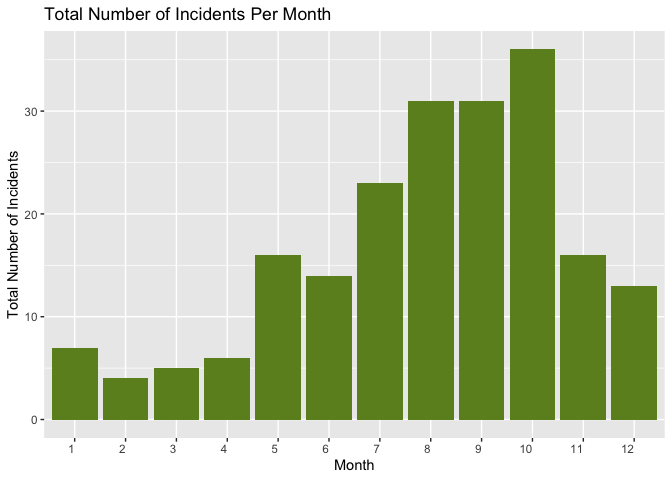 Total Number of Incidents Per Month
Total Number of Incidents
30
20
10
0
1 2 3 4 5 6 7 8 9 10 11 12
Month